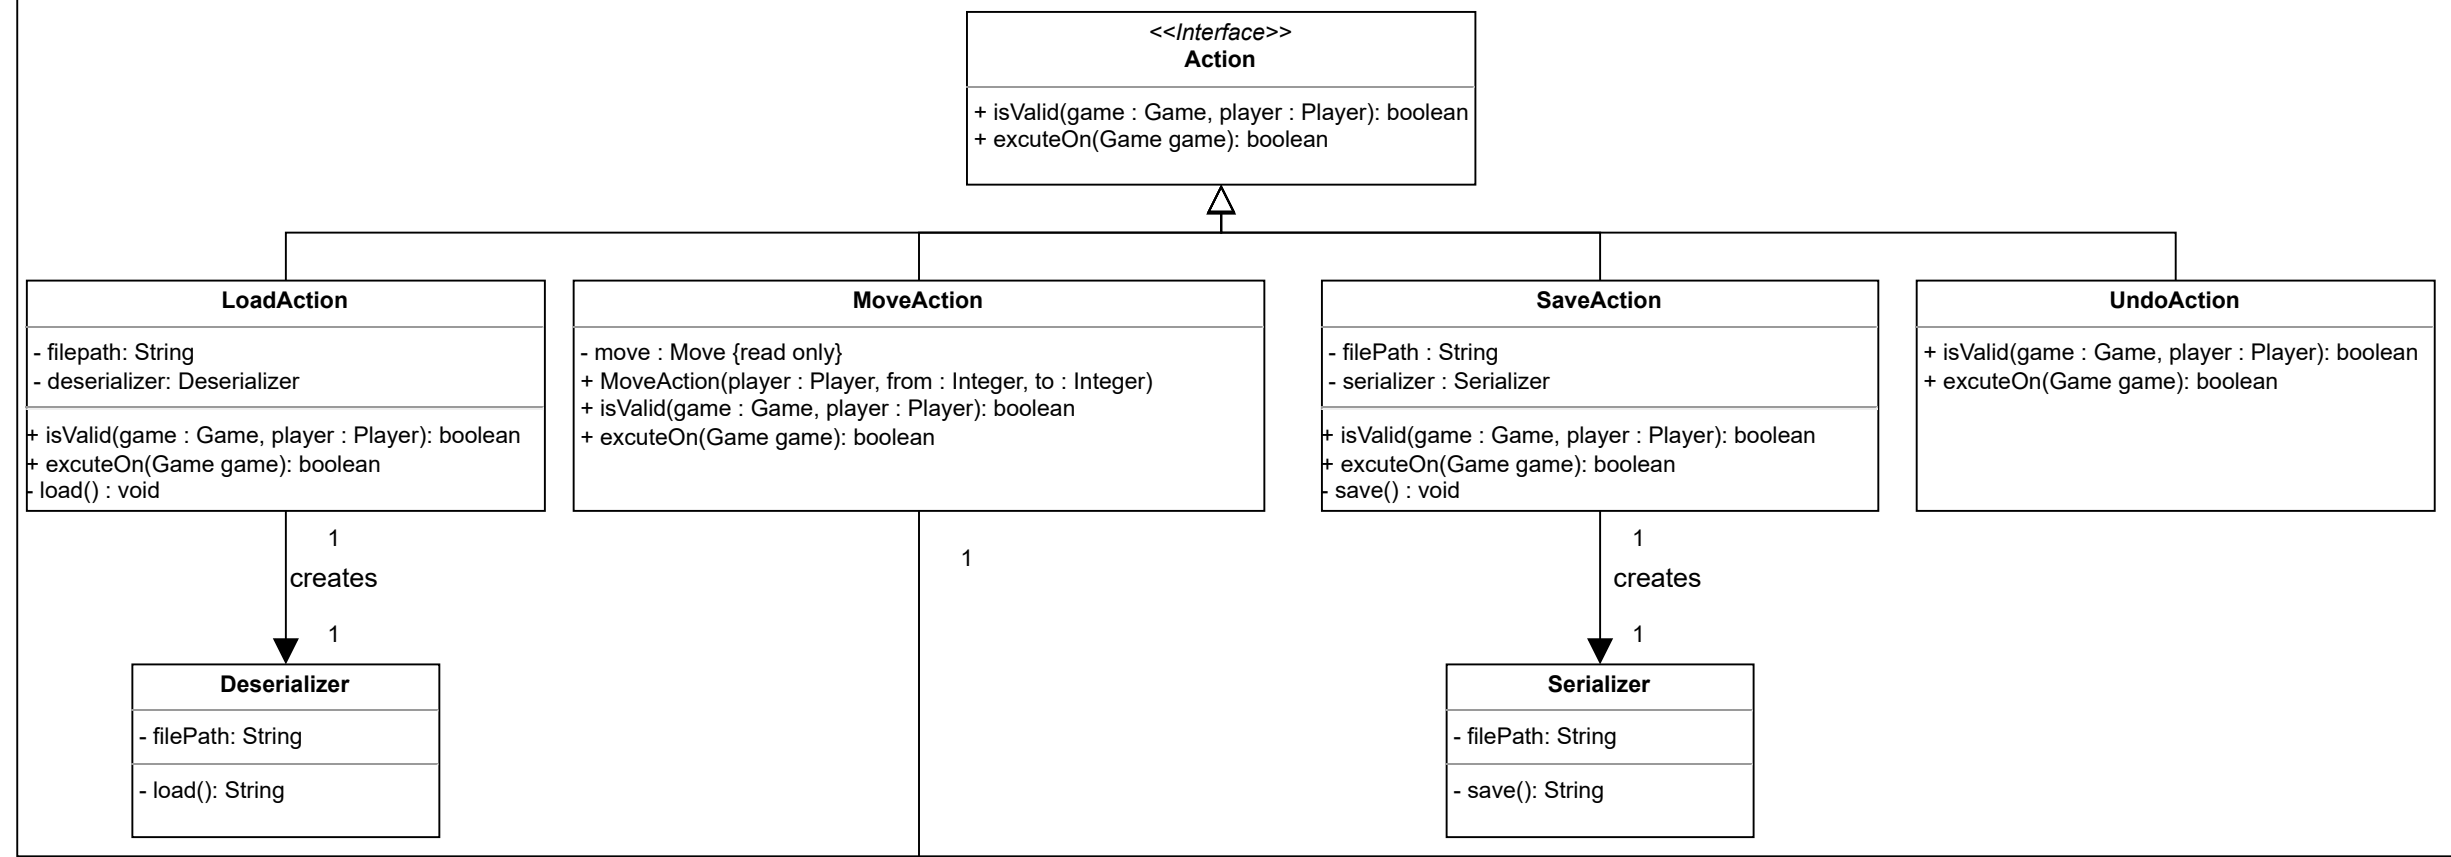 <<Interface>>
Action
+ isValid(game : Game, player : Player): boolean
+ excuteOn(Game game): boolean
LoadAction
- filepath: String
- deserializer: Deserializer
+ isValid(game : Game, player : Player): boolean
+ excuteOn(Game game): boolean
- load() : void
MoveAction
- move : Move {read only}
+ MoveAction(player : Player, from : Integer, to : Integer)
+ isValid(game : Game, player : Player): boolean
+ excuteOn(Game game): boolean
SaveAction
- filePath : String
- serializer : Serializer
+ isValid(game : Game, player : Player): boolean
+ excuteOn(Game game): boolean
- save() : void
UndoAction
+ isValid(game : Game, player : Player): boolean
+ excuteOn(Game game): boolean
1
creates
1
1
1
creates
1
Deserializer
- filePath: String
- load(): String
Serializer
- filePath: String
- save(): String